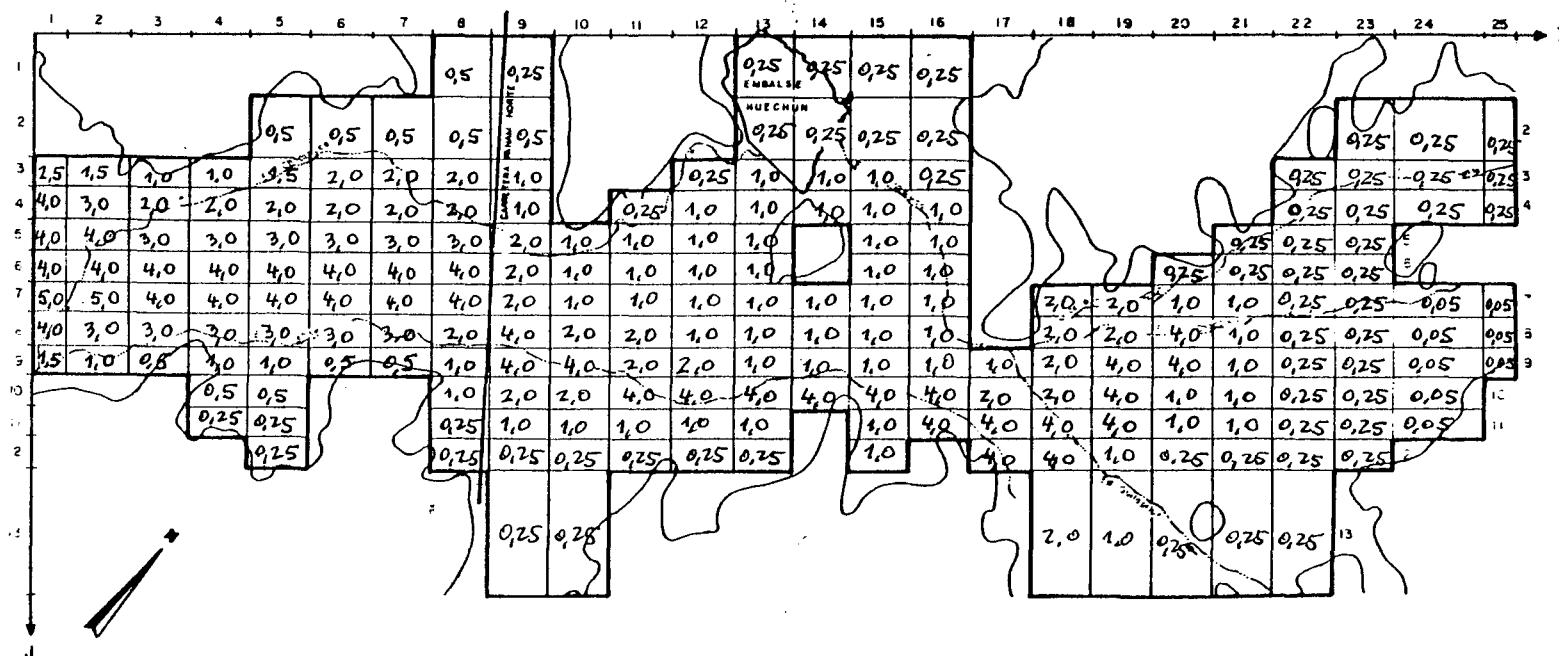 1 2 3 4 5 6 7 8 9 10 11 12 13 14 15 16 17 18 19 20 21 22 23 24 25
1 0,5 0,25 0,25 0,25 0,25 0,25
EMBALSE
HUECHUN
CARRETERA PANAM NORTE
2 0,5 0,5 0,5 0,5 0,5 0,25 0,25 0,25 0,25 0,25 0,25 0,25 2
3 2,5 1,5 1,0 1,0 1,5 2,0 2,0 2,0 1,0 0,25 1,0 1,0 1,0 0,25 0,25 0,25 0,25 0,25 3
4 4,0 3,0 2,0 2,0 2,0 2,0 2,0 2,0 1,0 0,25 1,0 1,0 1,0 1,0 1,0 0,25 0,25 0,25 0,25 4
5 4,0 4,0 3,0 3,0 3,0 3,0 3,0 3,0 2,0 1,0 1,0 1,0 1,0 1,0 1,0 0,25 0,25 0,25
6 4,0 4,0 4,0 4,0 4,0 4,0 4,0 4,0 2,0 1,0 1,0 1,0 1,0 1,0 1,0 0,25 0,25 0,25 0,25
7 5,0 5,0 4,0 4,0 4,0 4,0 4,0 4,0 2,0 1,0 1,0 1,0 1,0 1,0 1,0 1,0 2,0 2,0 1,0 1,0 0,25 0,25 0,05 0,05
4,0 3,0 3,0 3,0 3,0 3,0 3,0 2,0 4,0 2,0 2,0 1,0 1,0 1,0 1,0 1,0 2,0 2,0 4,0 1,0 0,25 0,25 0,05 0,05 8
9 1,5 1,0 0,5 1,0 1,0 0,5 0,5 1,0 4,0 4,0 2,0 2,0 1,0 1,0 1,0 1,0 1,0 2,0 4,0 4,0 1,0 0,25 0,25 0,05 0,05 9
10 0,5 0,5 1,0 2,0 2,0 4,0 4,0 4,0 4,0 4,0 4,0 2,0 2,0 4,0 1,0 1,0 0,25 0,25 0,05
0,25 0,25 0,25 1,0 1,0 1,0 1,0 1,0 1,0 4,0 4,0 4,0 4,0 1,0 1,0 0,25 0,25 0,05 11
2 0,25 0,25 0,25 0,25 0,25 0,25 0,25 1,0 4,0 4,0 1,0 0,25 0,25 0,25 0,25
0,25 0,25 2,0 1,0 0,25 0,25 0,25 13